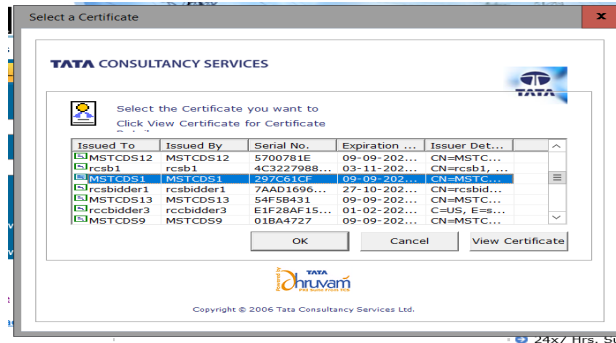 Select a Certificate
TATA CONSULTANCY SERVICES
TATA
Select the Certificate you want to
Click View Certificate for Certificate
Issued To Issued By Serial No. Expiration ... Issuer Det...
MSTCDS12 MSTCDS12 5700781E 09-09-202... CN=MSTC...
rcsb1 rcsb1 4C3227988... 03-11-202... CN=rcsb1, ...
MSTCDS1 MSTCDS1 297C61CF 09-09-202... CN=MSTC...
rcsbidder1 rcsbidder1 7AAD1696... 27-10-202... CN=rcsbid...
MSTCDS13 MSTCDS13 54F5B431 09-09-202... CN=MSTC...
rccbidder3 rccbidder3 E1F28AF15... 01-02-202... C=US, E=s...
MSTCDS9 MSTCDS9 01BA4727 09-09-202... CN=MSTC...
OK Cancel View Certificate
Powered by TATA
Dhruvam
Copyright © 2006 Tata Consultancy Services Ltd.
24x7 Hrs. Su